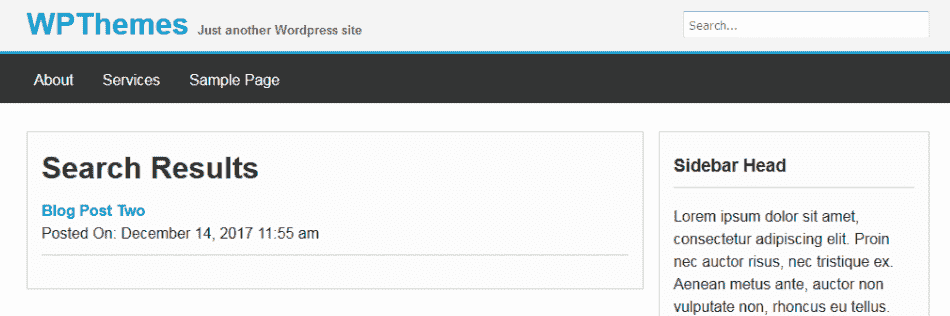 WPThemes Just another Wordpress site
Search...
About Services Sample Page
Search Results
Blog Post Two
Posted On: December 14, 2017 11:55 am
Sidebar Head
Lorem ipsum dolor sit amet,
consectetur adipiscing elit. Proin
nec auctor risus, nec tristique ex.
Aenean metus ante, auctor non
vulputate non, rhoncus eu tellus.